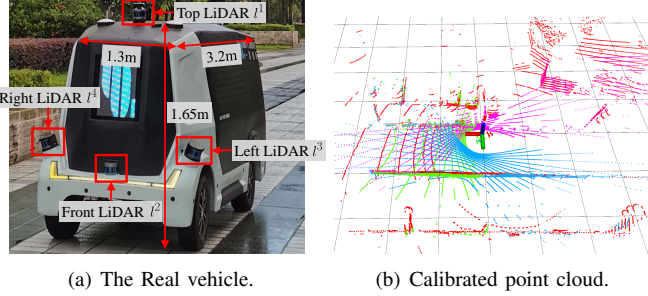 Top LiDAR l¹
1.3m
3.2m
Right LiDAR l⁴
1.65m
Left LiDAR l³
Front LiDAR l²
(a) The Real vehicle.
(b) Calibrated point cloud.